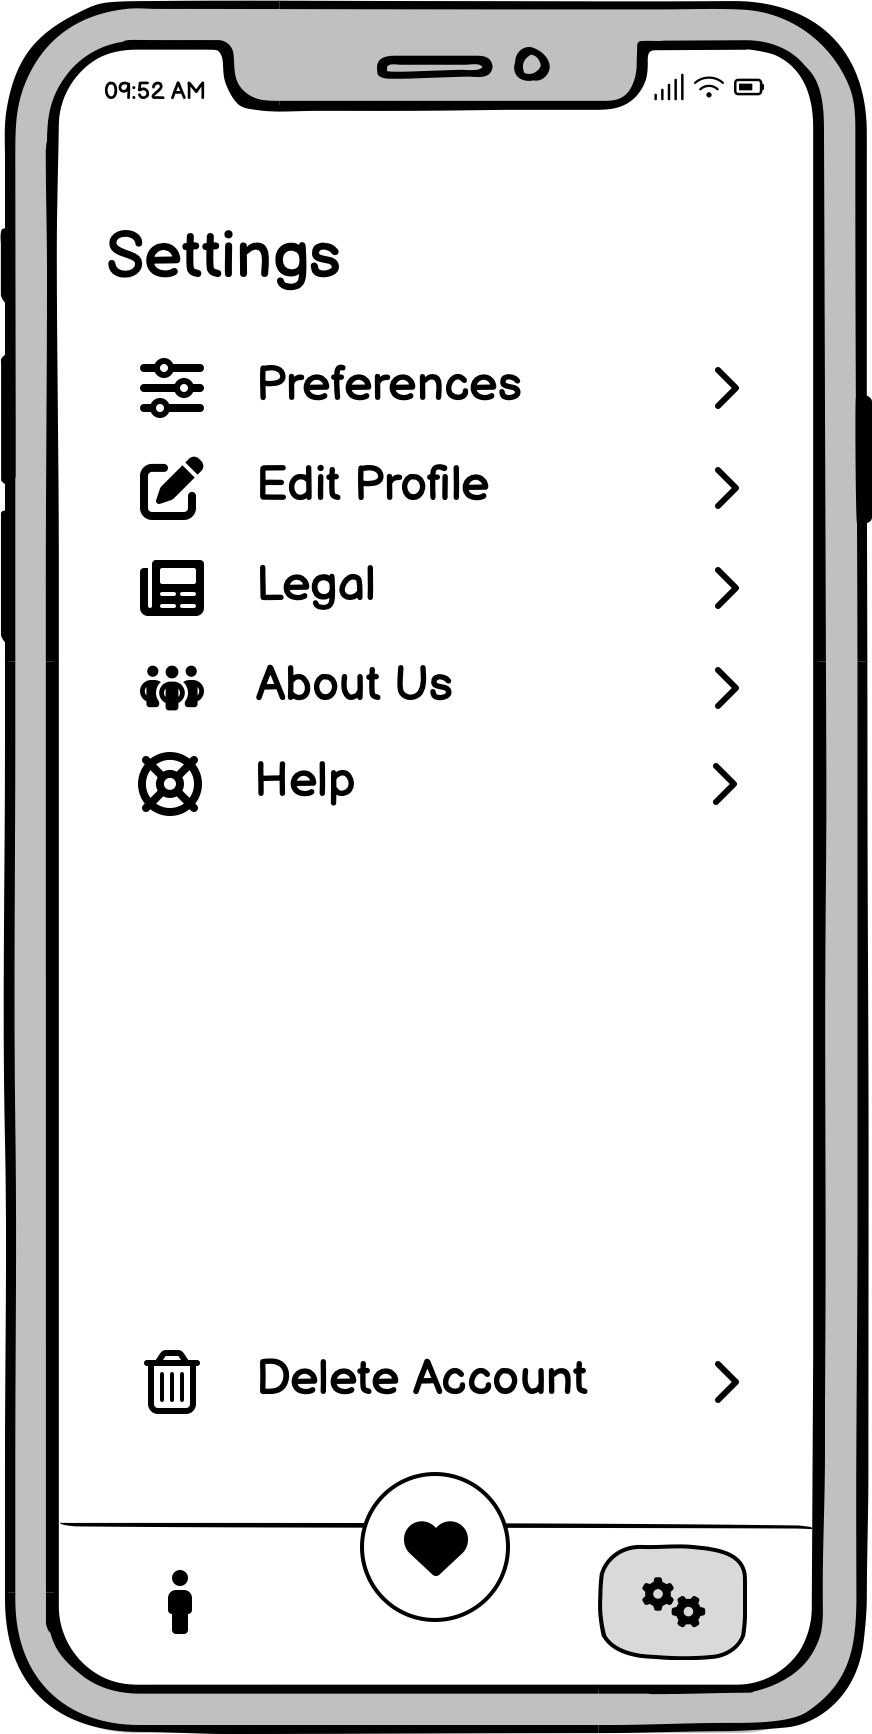 09:52 AM
Settings
Preferences
Edit Profile
Legal
About Us
Help
Delete Account